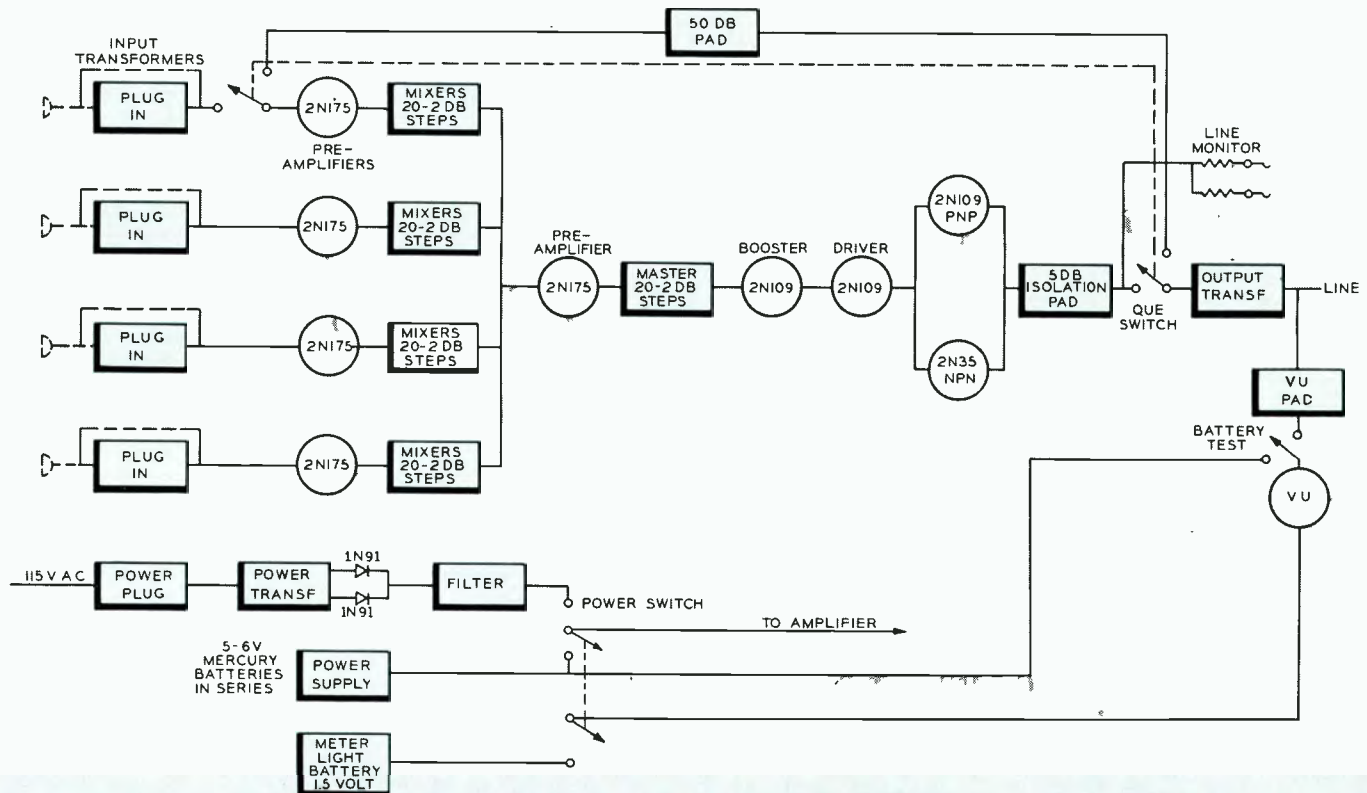 50 DB
PAD
INPUT
TRANSFORMERS
PLUG
IN
2N175
MIXERS
20-2 DB
STEPS
PRE-
AMPLIFIERS
LINE
MONITOR
PLUG
IN
2N175
MIXERS
20-2 DB
STEPS
2N109
PNP
PRE-
AMPLIFIER
2N175
MASTER
20-2 DB
STEPS
BOOSTER
2N109
DRIVER
2N109
5DB
ISOLATION
PAD
QUE
SWITCH
OUTPUT
TRANSF
LINE
PLUG
IN
2N175
MIXERS
20-2 DB
STEPS
2N35
NPN
VU
PAD
BATTERY
TEST
VU
PLUG
IN
2N175
MIXERS
20-2 DB
STEPS
115 V AC
POWER
PLUG
POWER
TRANSF
1N91
1N91
FILTER
POWER SWITCH
TO AMPLIFIER
5-6V
MERCURY
BATTERIES
IN SERIES
POWER
SUPPLY
METER
LIGHT
BATTERY
1.5 VOLT